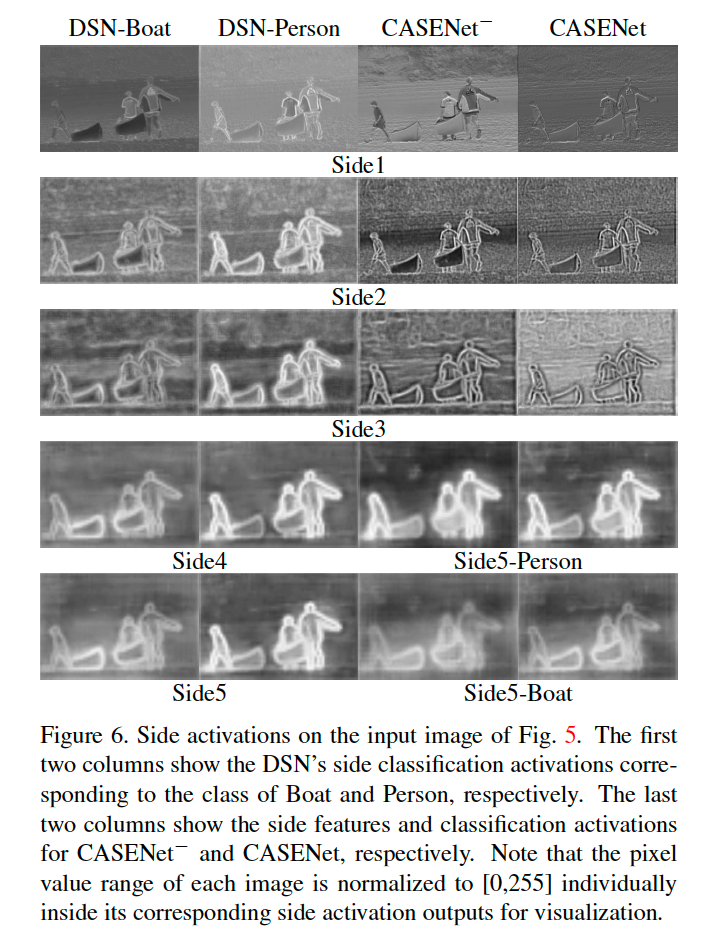 DSN-Boat DSN-Person CASENet⁻ CASENet
Side1
Side2
Side3
Side4 Side5-Person
Side5 Side5-Boat
Figure 6. Side activations on the input image of Fig. 5. The first
two columns show the DSN's side classification activations corre-
sponding to the class of Boat and Person, respectively. The last
two columns show the side features and classification activations
for CASENet⁻ and CASENet, respectively. Note that the pixel
value range of each image is normalized to [0,255] individually
inside its corresponding side activation outputs for visualization.